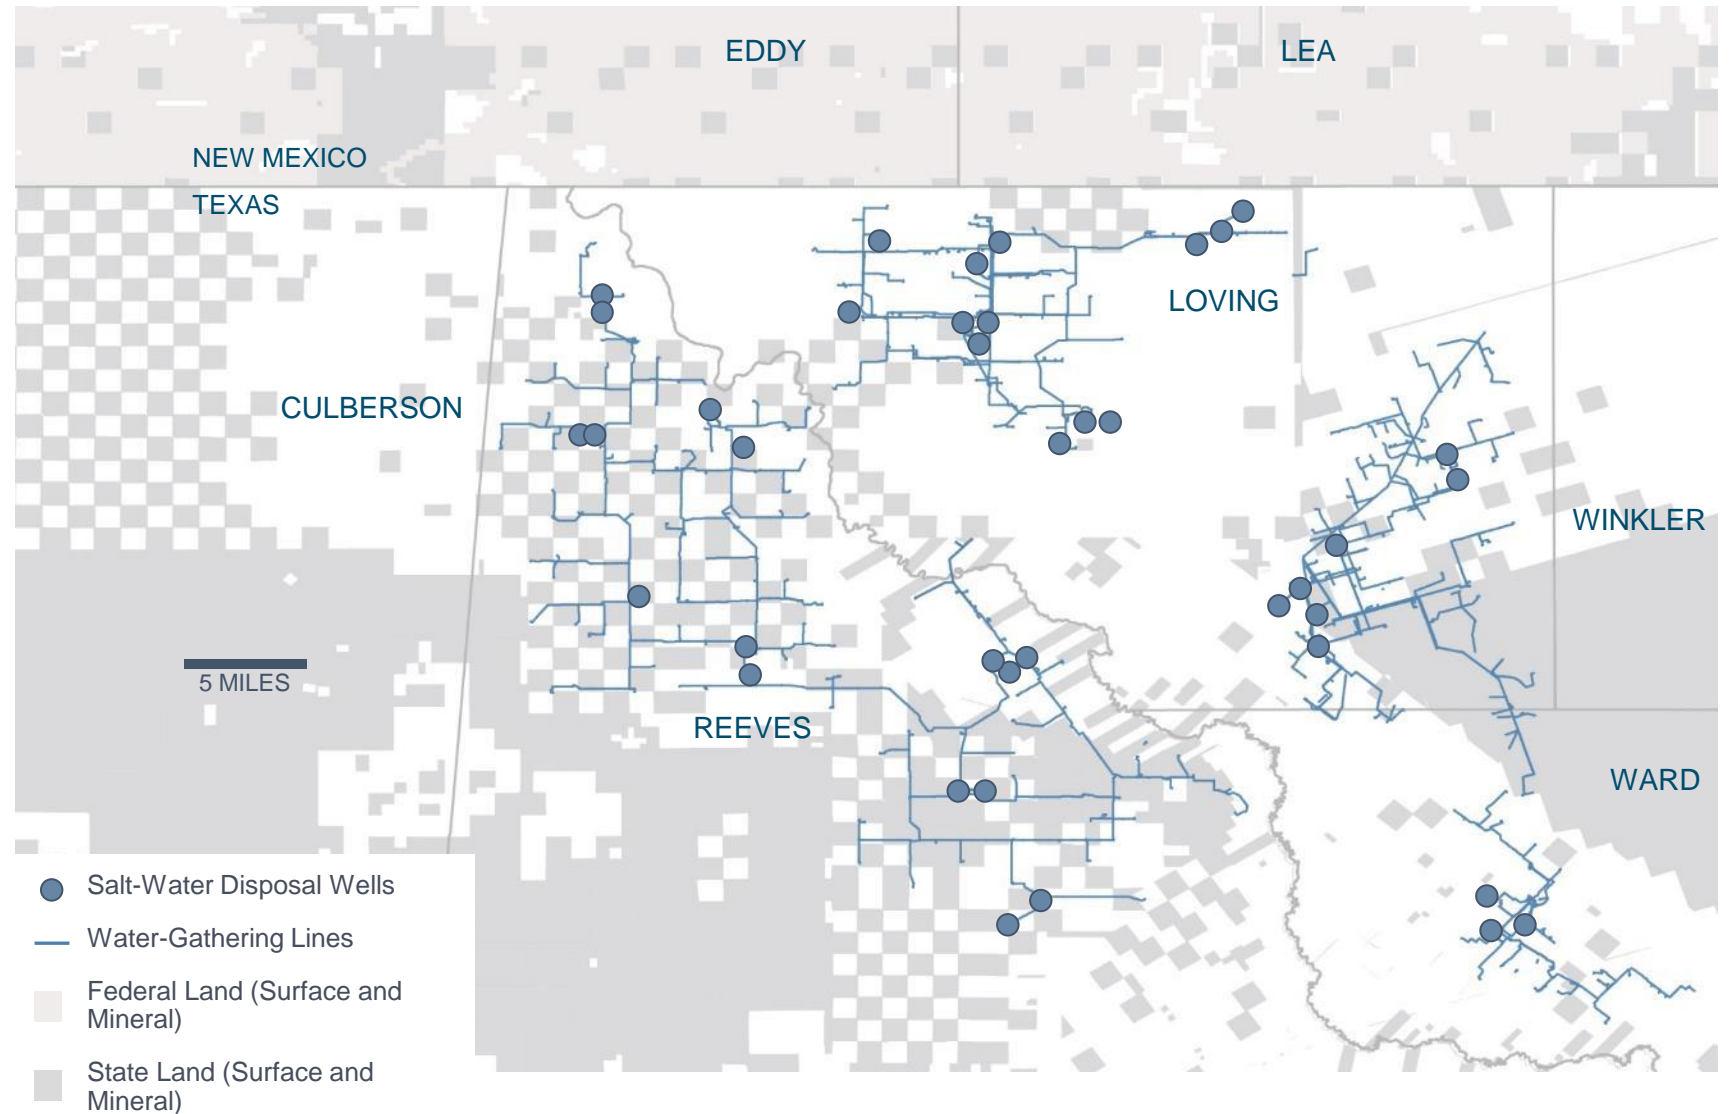 EDDY
LEA
NEW MEXICO
TEXAS
LOVING
CULBERSON
WINKLER
5 MILES
REEVES
WARD
Salt-Water Disposal Wells
Water-Gathering Lines
Federal Land (Surface and
Mineral)
State Land (Surface and
Mineral)